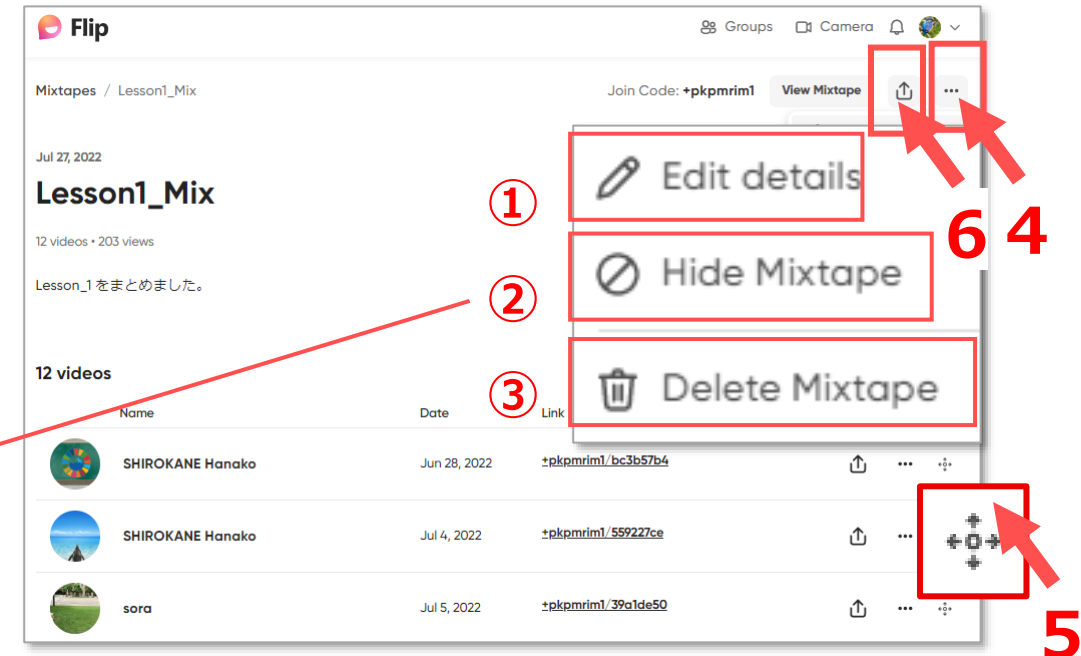 Flip
Groups
Camera
Mixtapes / Lesson1_Mix
Join Code: +pkpmrim1
View Mixtape
Jul 27, 2022
Lesson1_Mix
12 videos • 203 views
Lesson_1 をまとめました。
① Edit details
② Hide Mixtape
③ Delete Mixtape
6 4
12 videos
Name Date Link
SHIROKANE Hanako Jun 28, 2022 +pkpmrim1/bc3b57b4
SHIROKANE Hanako Jul 4, 2022 +pkpmrim1/559227ce
sora Jul 5, 2022 +pkpmrim1/39a1de50
5